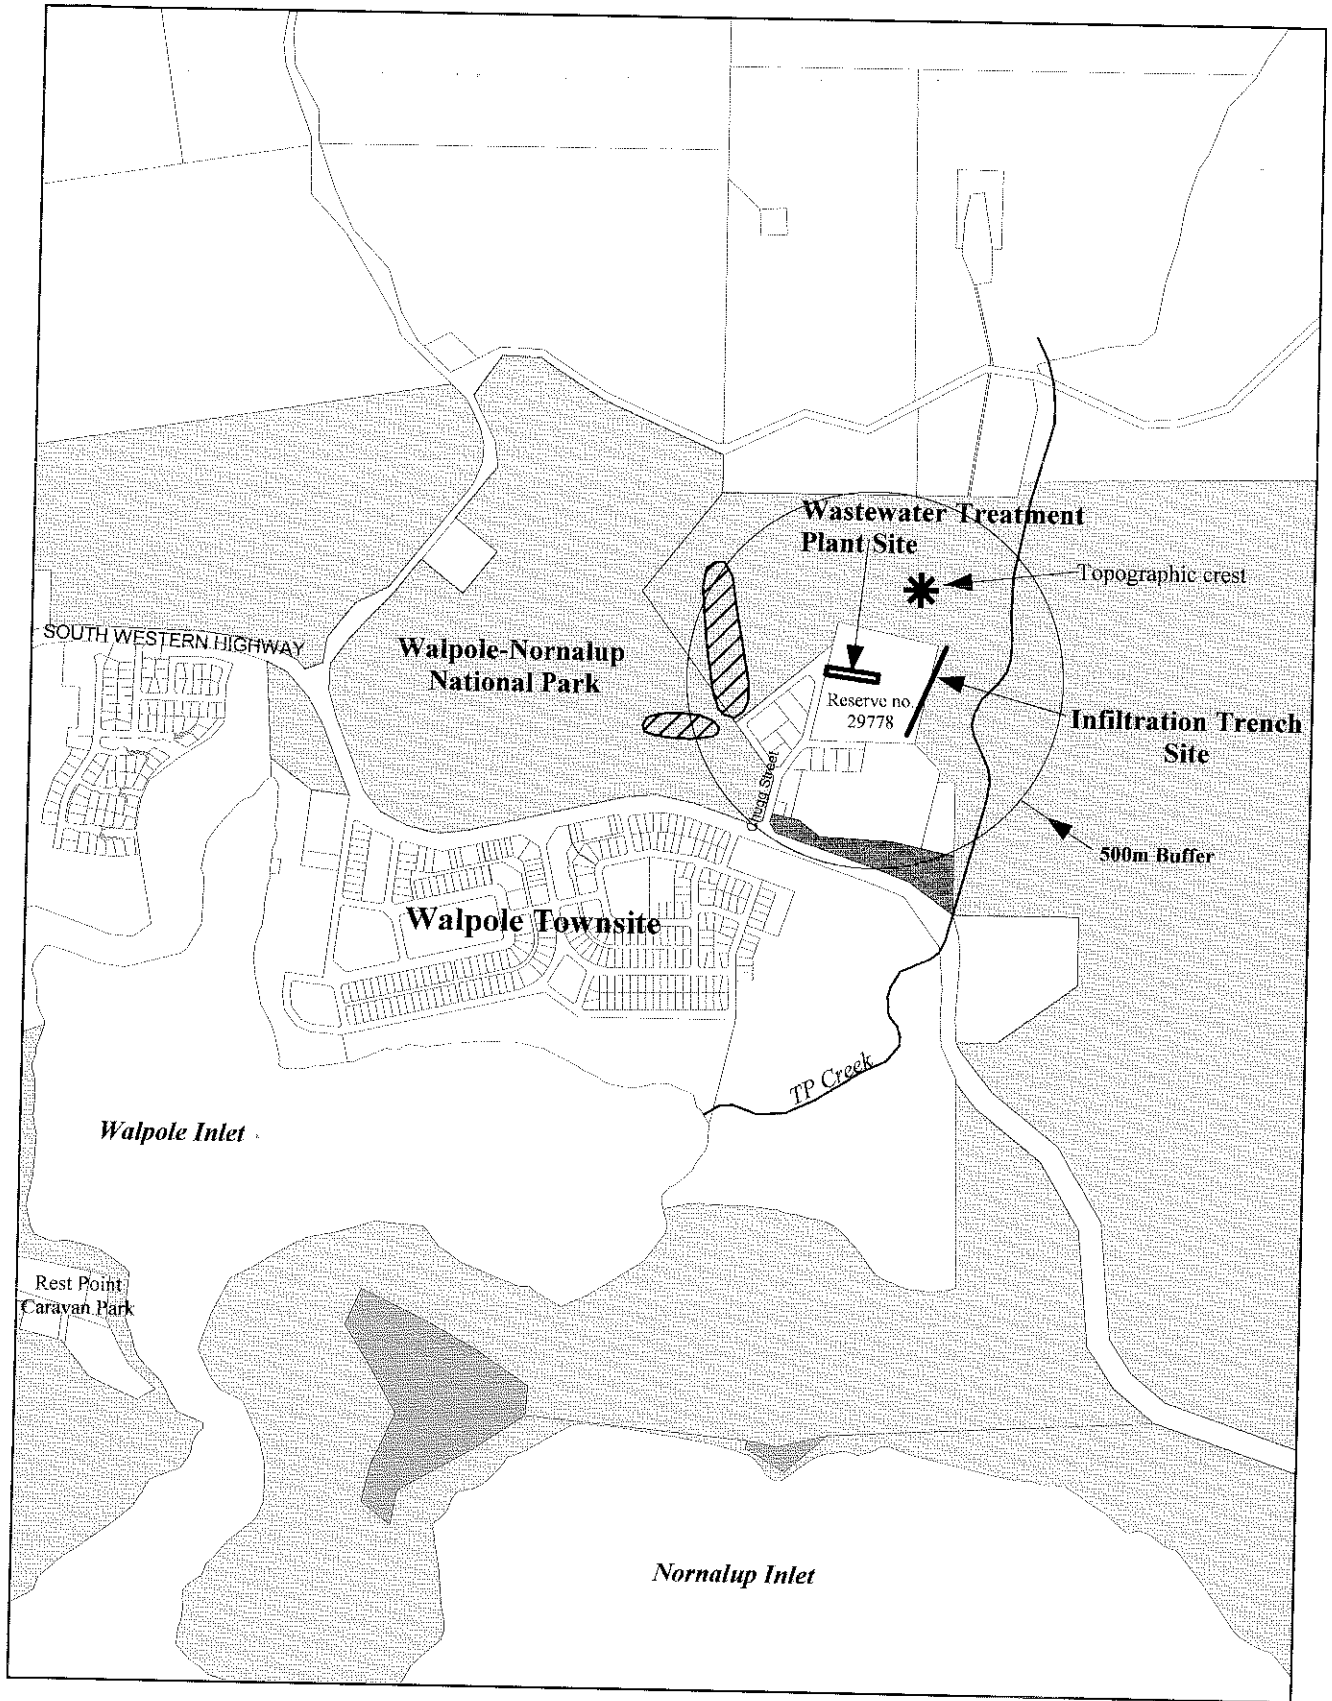 Wastewater Treatment
Plant Site
Topographic crest
SOUTH WESTERN HIGHWAY
Walpole-Nornalup
National Park
Reserve no.
29778
Infiltration Trench
Site
Chugg Street
500m Buffer
Walpole Townsite
TP Creek
Walpole Inlet
Rest Point
Caravan Park
Nornalup Inlet